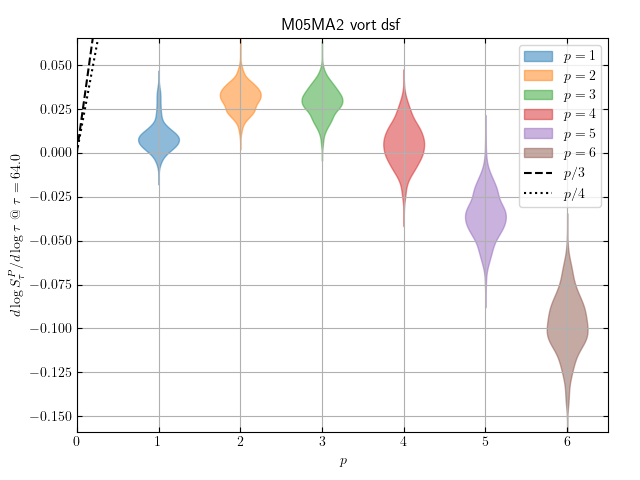 M05MA2 vort dsf
d log S_τ^P / d log τ @ τ = 64.0
0.050
0.025
0.000
−0.025
−0.050
−0.075
−0.100
−0.125
−0.150
0 1 2 3 4 5 6
p
p = 1
p = 2
p = 3
p = 4
p = 5
p = 6
p/3
p/4